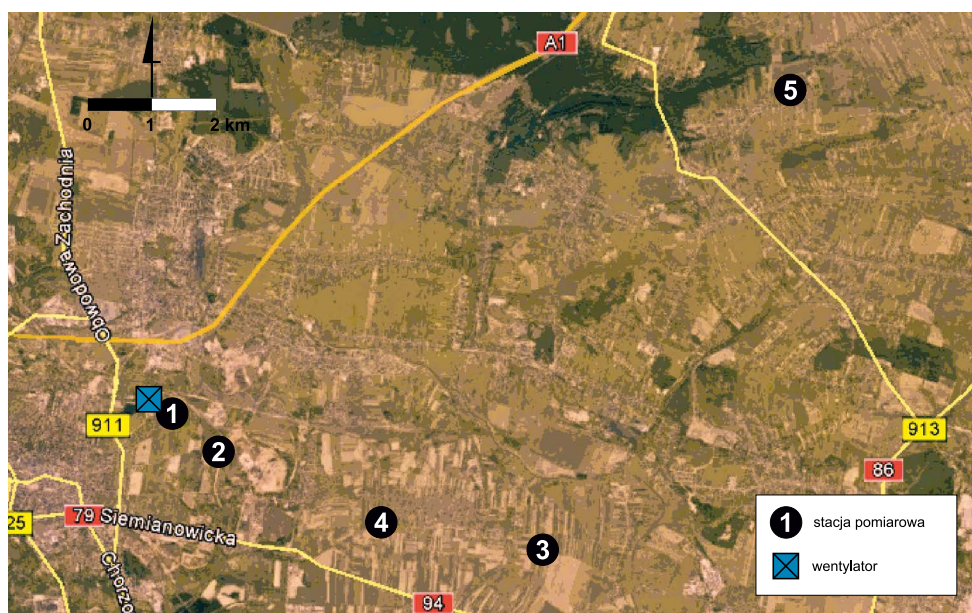 A1
5
0 1 2 km
Obwodowa Zachodnia
1
911
2
913
86
25
79 Siemianowicka
4
3
Chorzo
94
1 stacja pomiarowa
wentylator